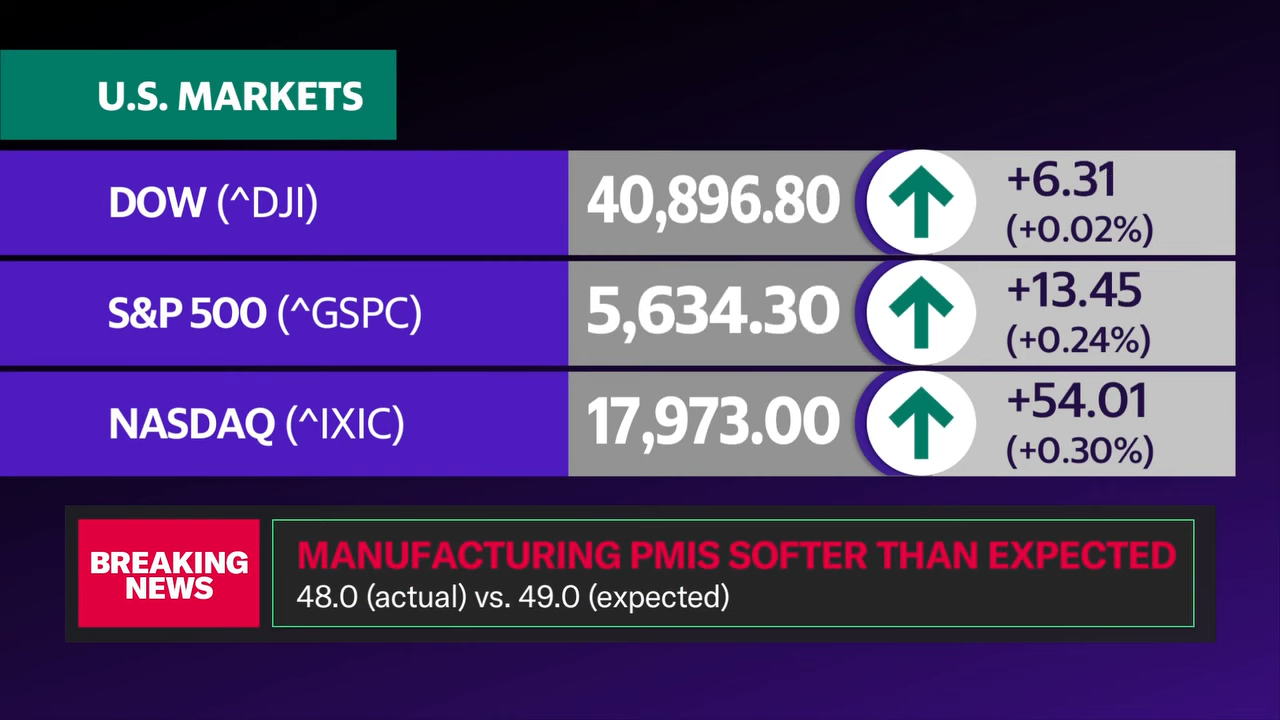 U.S. MARKETS
DOW (^DJI) 40,896.80 +6.31
(+0.02%)
S&P 500 (^GSPC) 5,634.30 +13.45
(+0.24%)
NASDAQ (^IXIC) 17,973.00 +54.01
(+0.30%)
BREAKING
NEWS
MANUFACTURING PMIS SOFTER THAN EXPECTED
48.0 (actual) vs. 49.0 (expected)